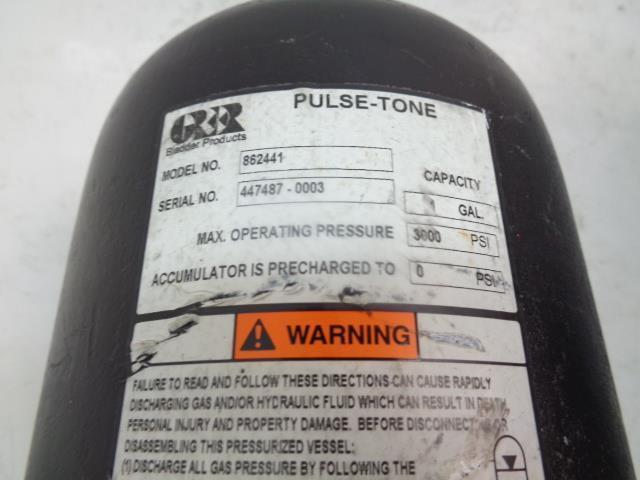 GREER
Bladder Products
PULSE-TONE
MODEL NO. 862441
CAPACITY
SERIAL NO. 447487 - 0003
GAL.
MAX. OPERATING PRESSURE 3000 PSI
ACCUMULATOR IS PRECHARGED TO 0 PSI
WARNING
FAILURE TO READ AND FOLLOW THESE DIRECTIONS CAN CAUSE RAPIDLY
DISCHARGING GAS AND/OR HYDRAULIC FLUID WHICH CAN RESULT IN DEATH,
PERSONAL INJURY AND PROPERTY DAMAGE. BEFORE DISCONNECTING OR
DISASSEMBLING THIS PRESSURIZED VESSEL:
(1) DISCHARGE ALL GAS PRESSURE BY FOLLOWING THE